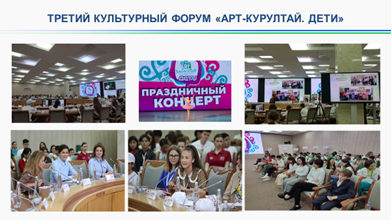 ТРЕТИЙ КУЛЬТУРНЫЙ ФОРУМ «АРТ-КУРУЛТАЙ. ДЕТИ»
ПРАЗДНИЧНЫЙ
КОНЦЕРТ